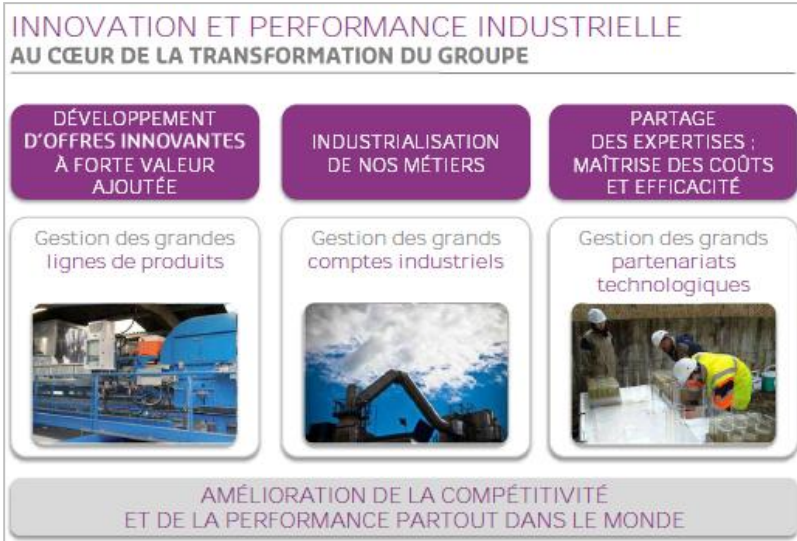 INNOVATION ET PERFORMANCE INDUSTRIELLE
AU CŒUR DE LA TRANSFORMATION DU GROUPE
DÉVELOPPEMENT
D'OFFRES INNOVANTES
À FORTE VALEUR
AJOUTÉE
INDUSTRIALISATION
DE NOS MÉTIERS
PARTAGE
DES EXPERTISES ;
MAÎTRISE DES COÛTS
ET EFFICACITÉ
Gestion des grandes
lignes de produits
Gestion des grands
comptes industriels
Gestion des grands
partenariats
technologiques
AMÉLIORATION DE LA COMPÉTITIVITÉ
ET DE LA PERFORMANCE PARTOUT DANS LE MONDE